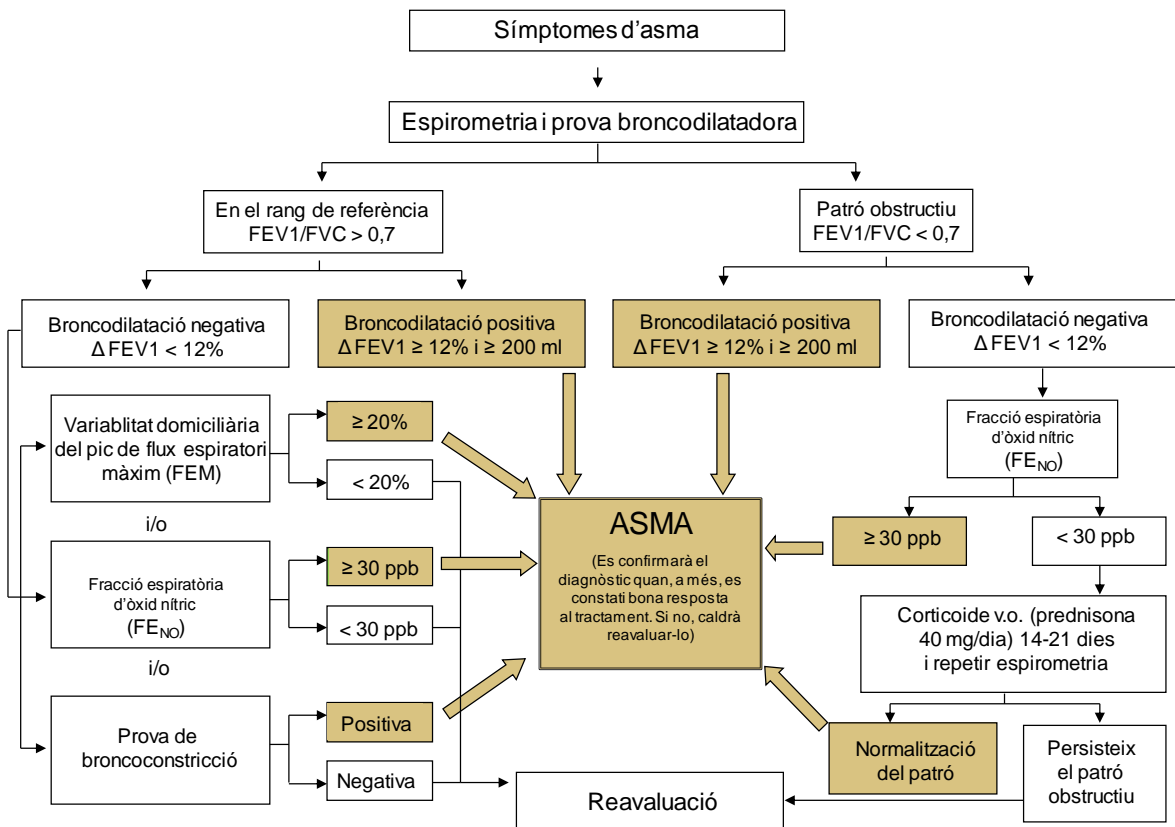 Símptomes d’asma
Espirometria i prova broncodilatadora
En el rang de referència
FEV1/FVC > 0,7
Patró obstructiu
FEV1/FVC < 0,7
Broncodilatació negativa
Δ FEV1 < 12%
Broncodilatació positiva
Δ FEV1 ≥ 12% i ≥ 200 ml
Broncodilatació positiva
Δ FEV1 ≥ 12% i ≥ 200 ml
Broncodilatació negativa
Δ FEV1 < 12%
Variablitat domiciliària
del pic de flux espiratori
màxim (FEM)
≥ 20%
< 20%
i/o
Fracció espiratòria
d’òxid nítric
(FENO)
≥ 30 ppb
< 30 ppb
i/o
Prova de
broncoconstricció
Positiva
Negativa
ASMA
(Es confirmarà el
diagnòstic quan, a més, es
constati bona resposta
al tractament. Si no, caldrà
reavaluar-lo)
Fracció espiratòria
d’òxid nítric
(FENO)
≥ 30 ppb
< 30 ppb
Corticoide v.o. (prednisona
40 mg/dia) 14-21 dies
i repetir espirometria
Normalització
del patró
Persisteix
el patró
obstructiu
Reavaluació